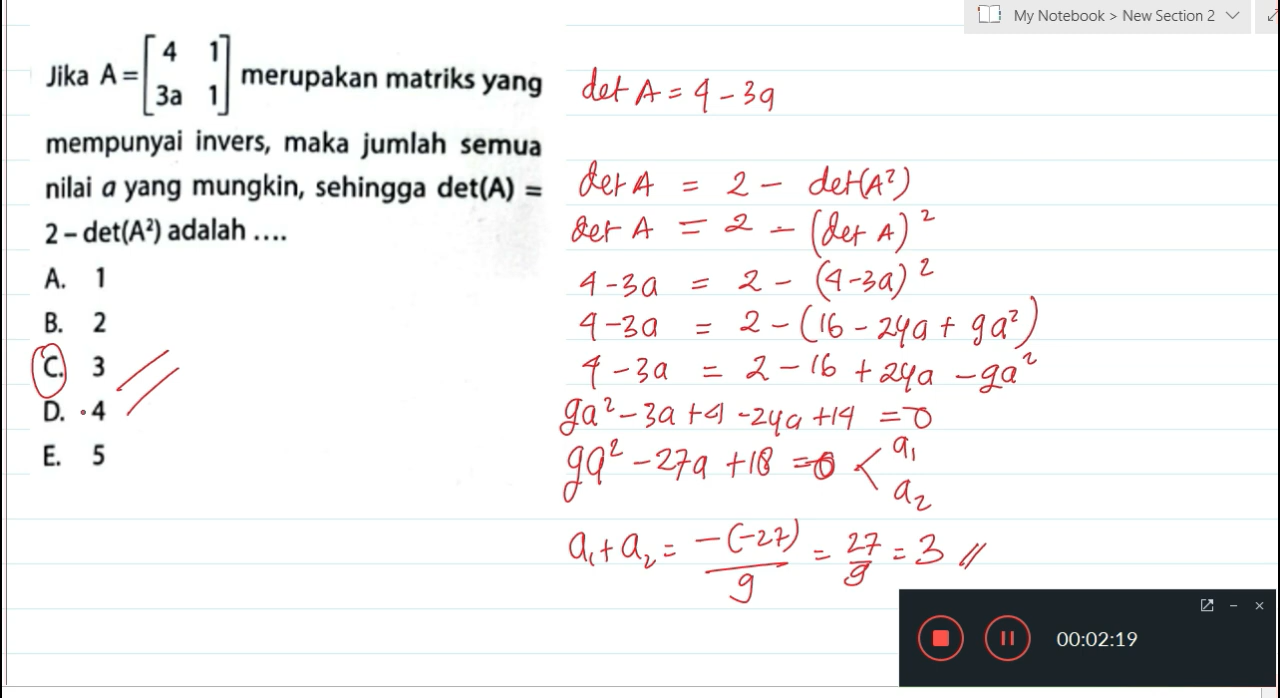 My Notebook > New Section 2
Jika A = [4 1; 3a 1] merupakan matriks yang
mempunyai invers, maka jumlah semua
nilai a yang mungkin, sehingga det(A) =
2 – det(A²) adalah ....
A. 1
B. 2
C. 3
D. 4
E. 5
det A = 4 - 3a
det A = 2 - det(A²)
det A = 2 - (det A)²
4-3a = 2 - (4-3a)²
4-3a = 2 - (16 - 24a + 9a²)
4 - 3a = 2 - 16 + 24a - 9a²
9a² - 3a + 4 - 24a + 14 = 0
9a² - 27a + 18 = 0 < a₁ a₂
a₁ + a₂ = -(-27)/9 = 27/9 = 3 //
00:02:19